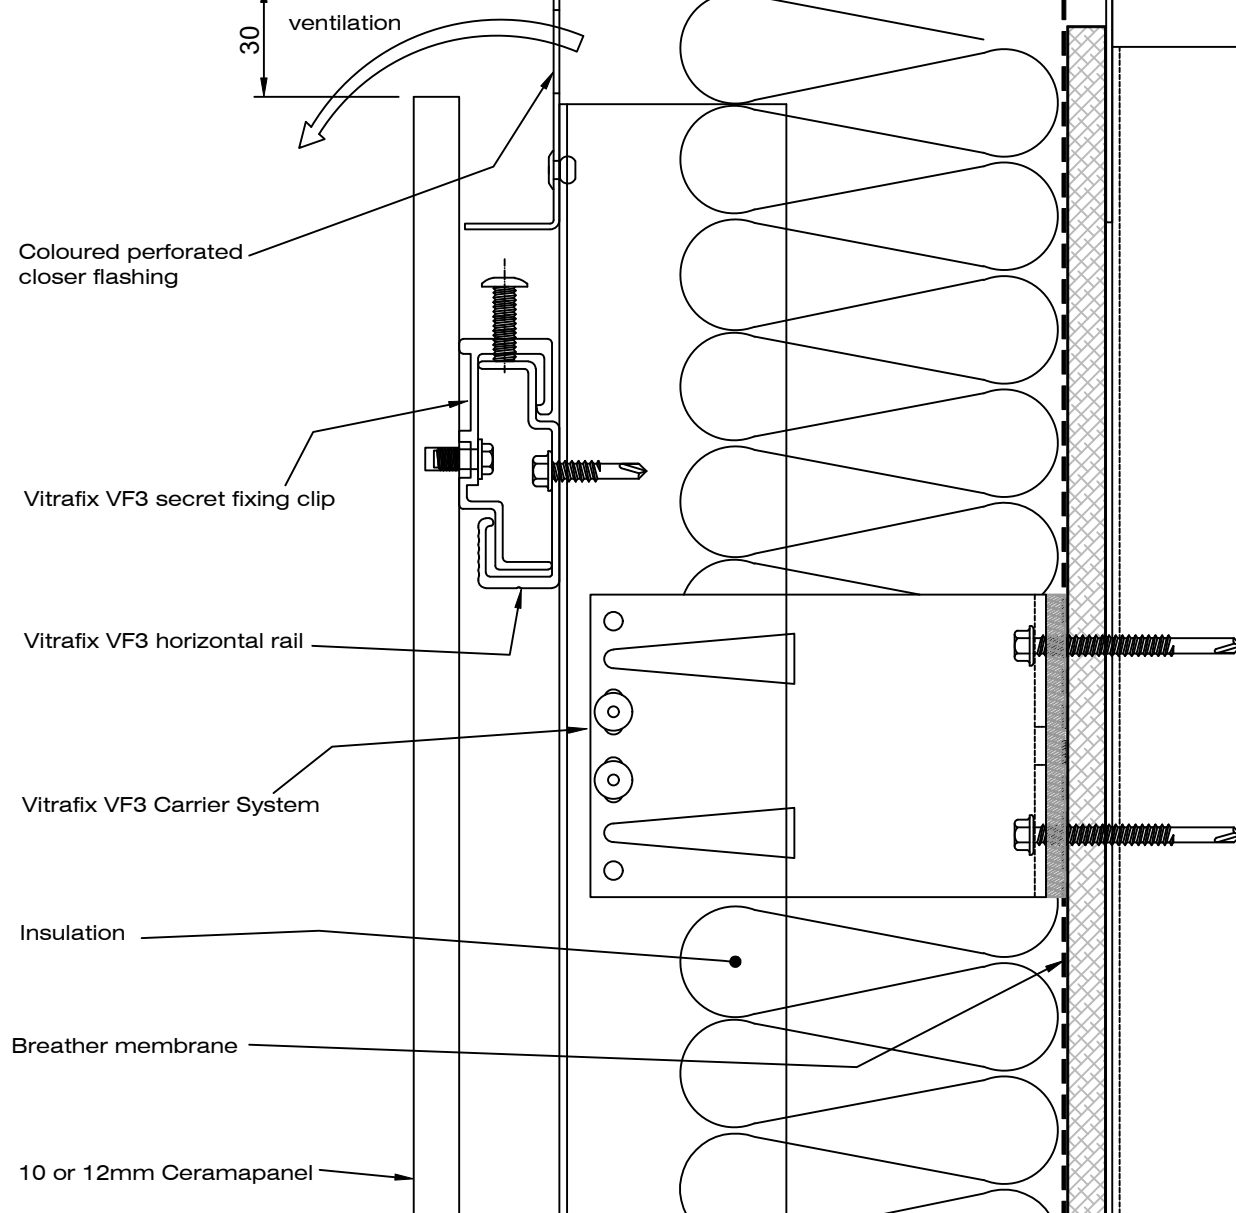 ventilation
30
Coloured perforated
closer flashing
Vitrafix VF3 secret fixing clip
Vitrafix VF3 horizontal rail
Vitrafix VF3 Carrier System
Insulation
Breather membrane
10 or 12mm Ceramapanel